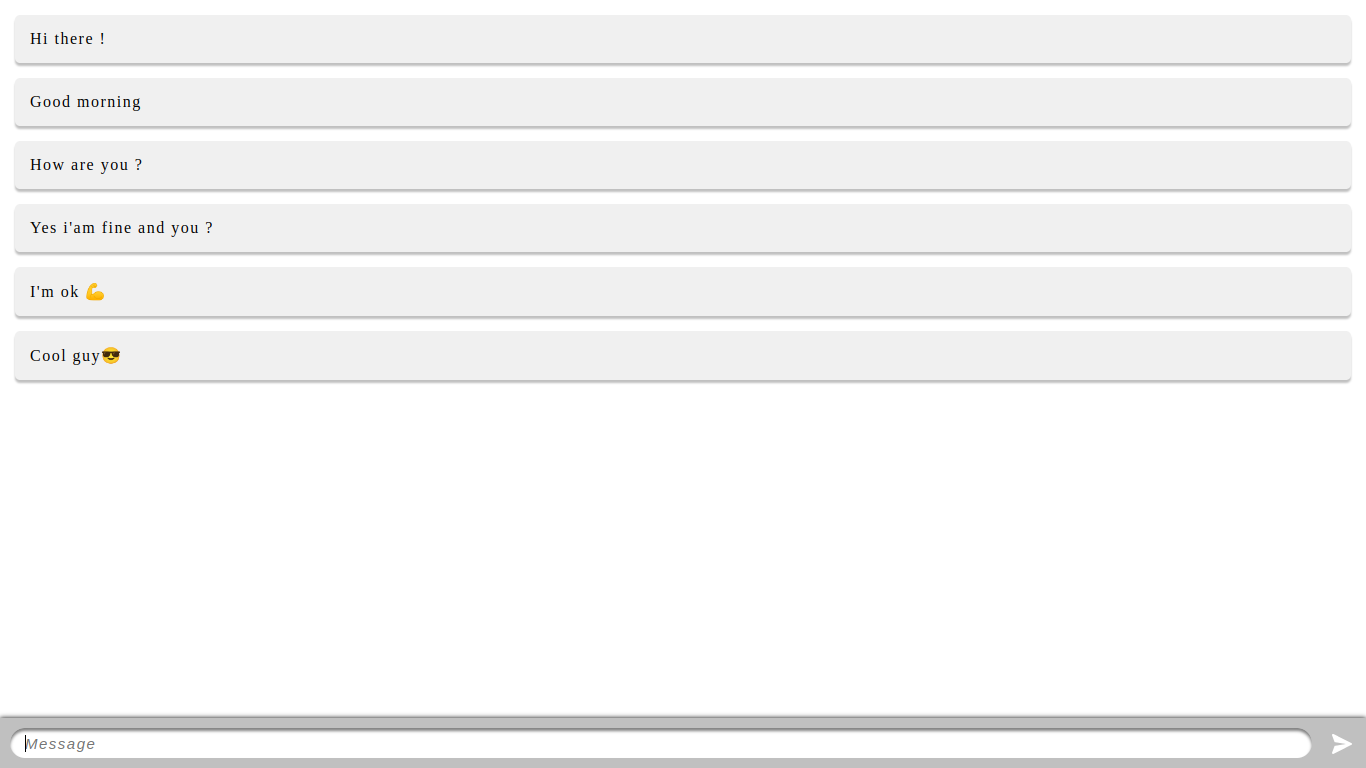 Hi there !
Good morning
How are you ?
Yes i'am fine and you ?
I'm ok 💪
Cool guy😎
Message